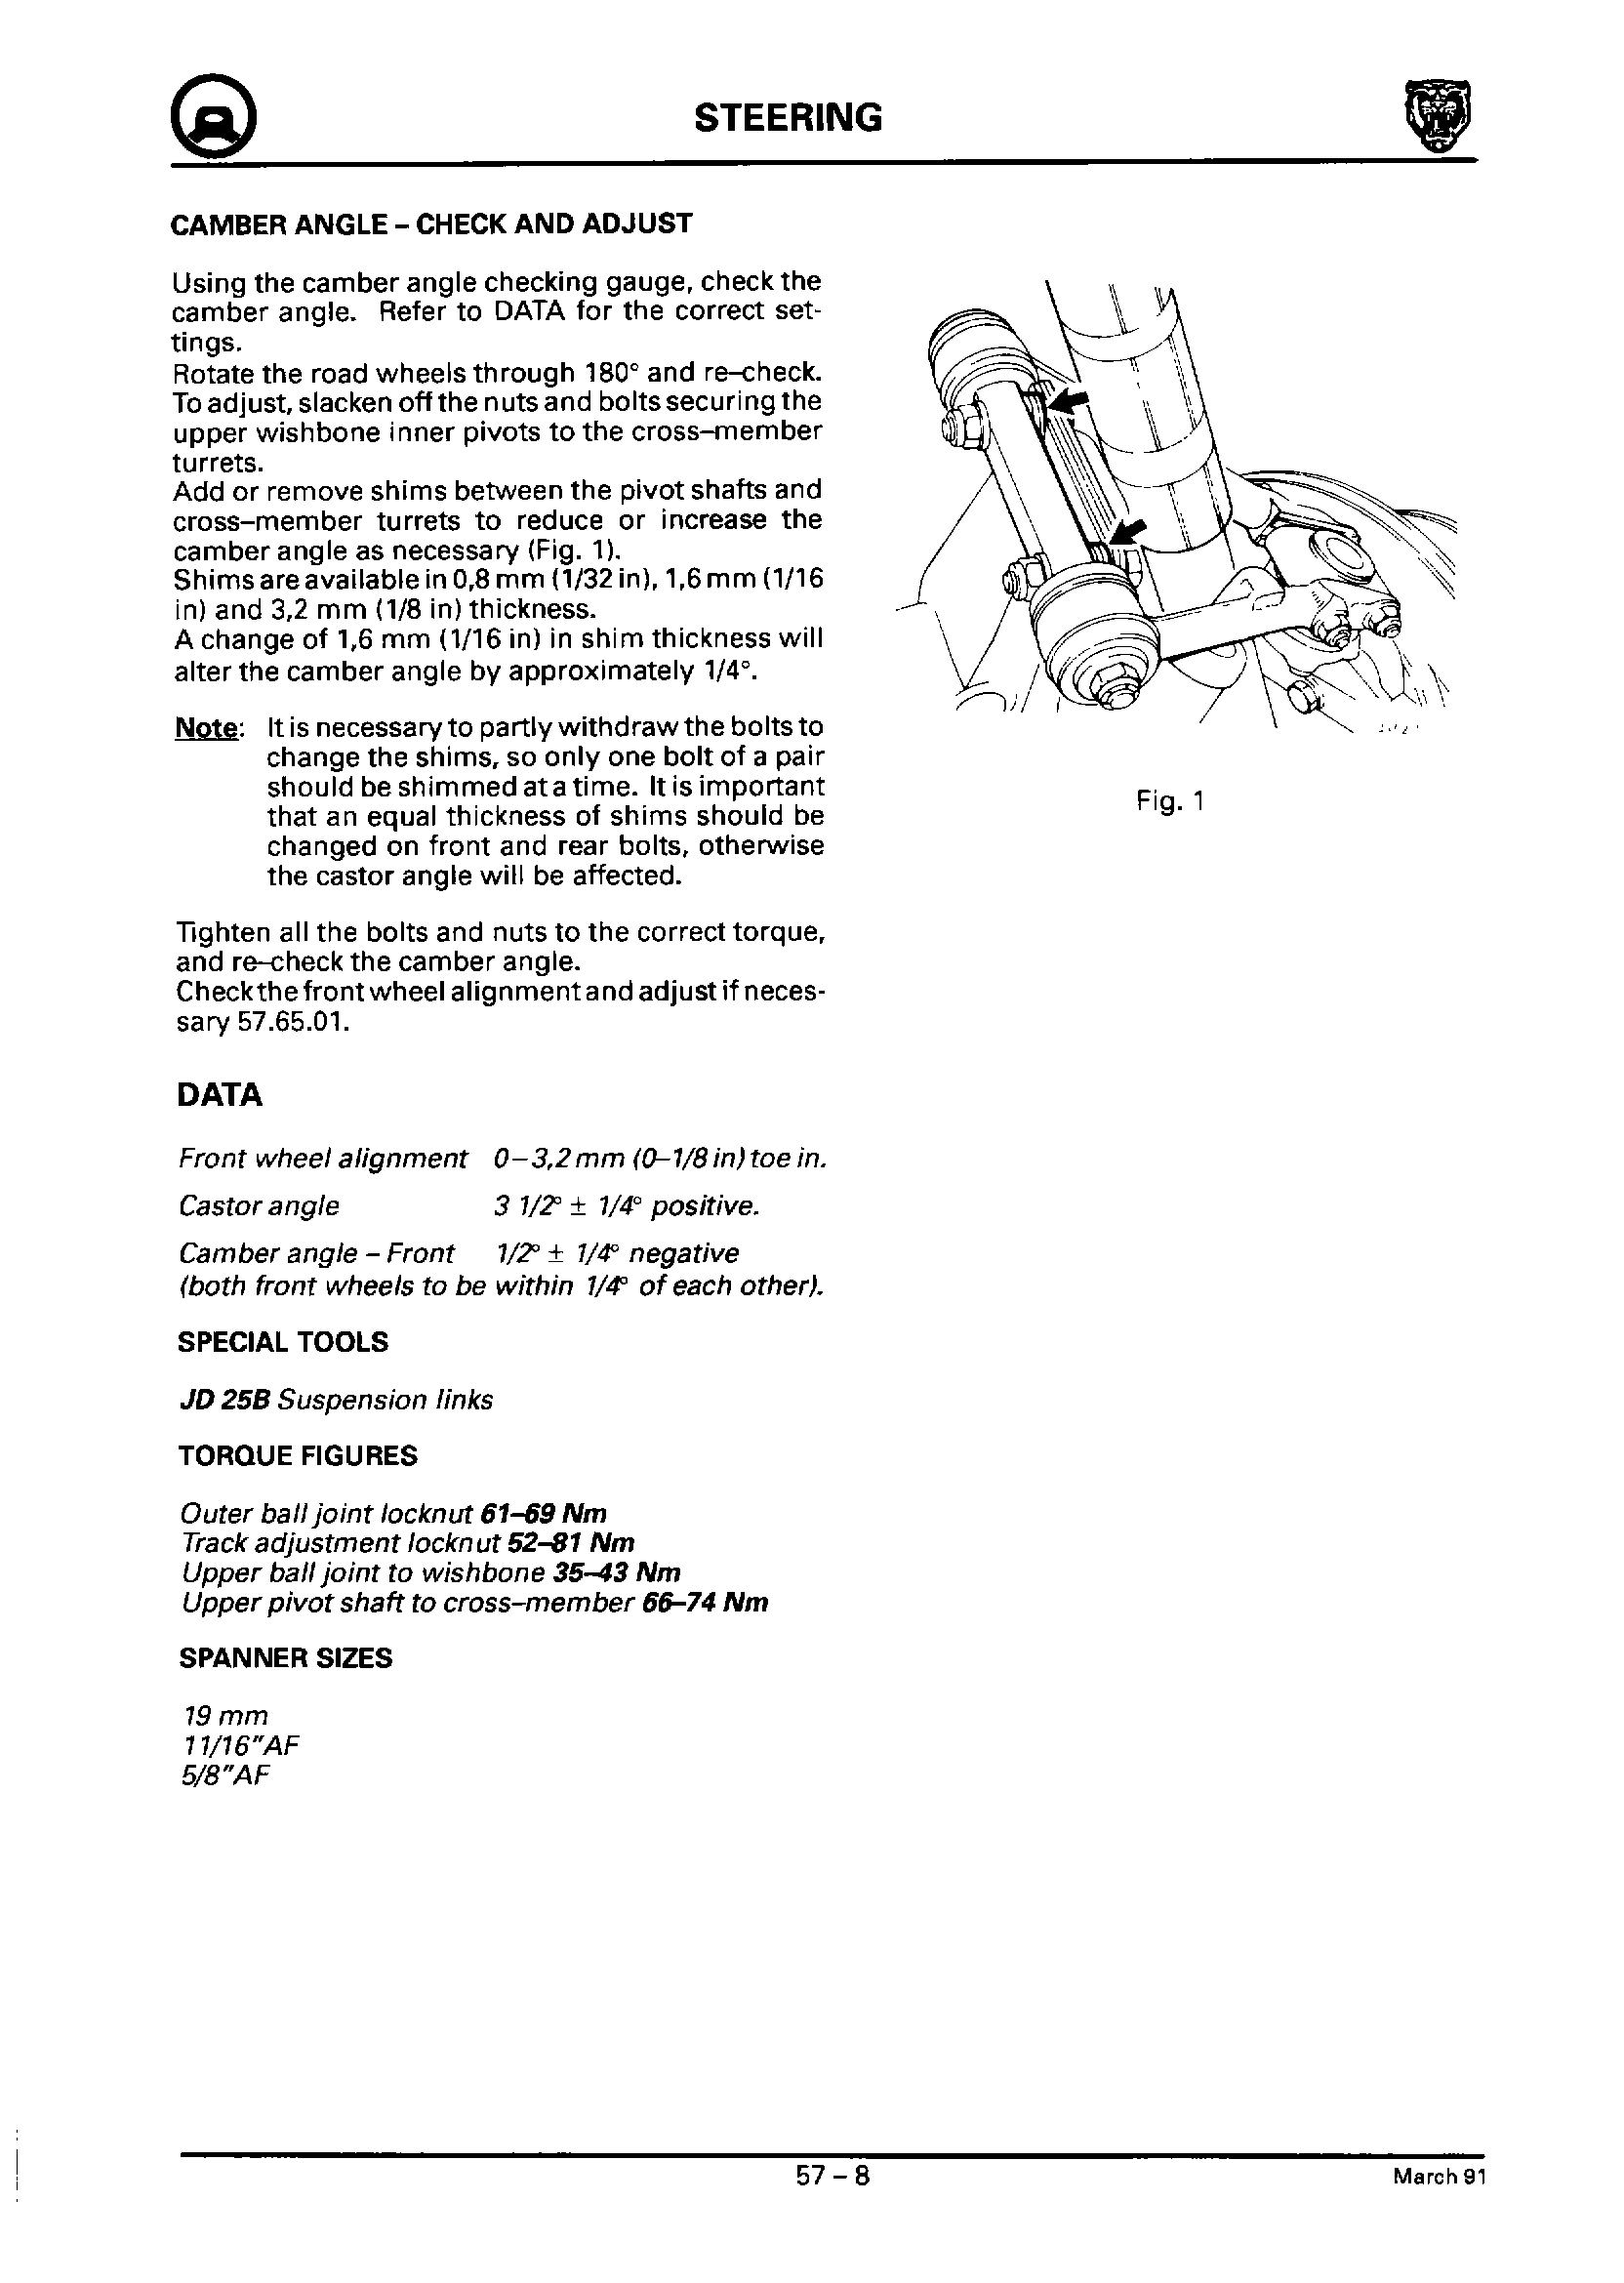 STEERING
CAMBER ANGLE – CHECK AND ADJUST
Using the camber angle checking gauge, check the
camber angle. Refer to DATA for the correct set-
tings.
Rotate the road wheels through 180° and re–check.
To adjust, slacken off the nuts and bolts securing the
upper wishbone inner pivots to the cross–member
turrets.
Add or remove shims between the pivot shafts and
cross–member turrets to reduce or increase the
camber angle as necessary (Fig. 1).
Shims are available in 0,8 mm (1/32 in), 1,6 mm (1/16
in) and 3,2 mm (1/8 in) thickness.
A change of 1,6 mm (1/16 in) in shim thickness will
alter the camber angle by approximately 1/4°.
Note: It is necessary to partly withdraw the bolts to
change the shims, so only one bolt of a pair
should be shimmed at a time. It is important
that an equal thickness of shims should be
changed on front and rear bolts, otherwise
the castor angle will be affected.
Tighten all the bolts and nuts to the correct torque,
and re–check the camber angle.
Check the front wheel alignment and adjust if neces-
sary 57.65.01.
DATA
Front wheel alignment 0–3,2 mm (0–1/8 in) toe in.
Castor angle 3 1/2° ± 1/4° positive.
Camber angle – Front 1/2° ± 1/4° negative
(both front wheels to be within 1/4° of each other).
SPECIAL TOOLS
JD 25B Suspension links
TORQUE FIGURES
Outer ball joint locknut 61–69 Nm
Track adjustment locknut 52–81 Nm
Upper ball joint to wishbone 35–43 Nm
Upper pivot shaft to cross–member 66–74 Nm
SPANNER SIZES
19 mm
11/16"AF
5/8"AF
Fig. 1
57 – 8
March 91